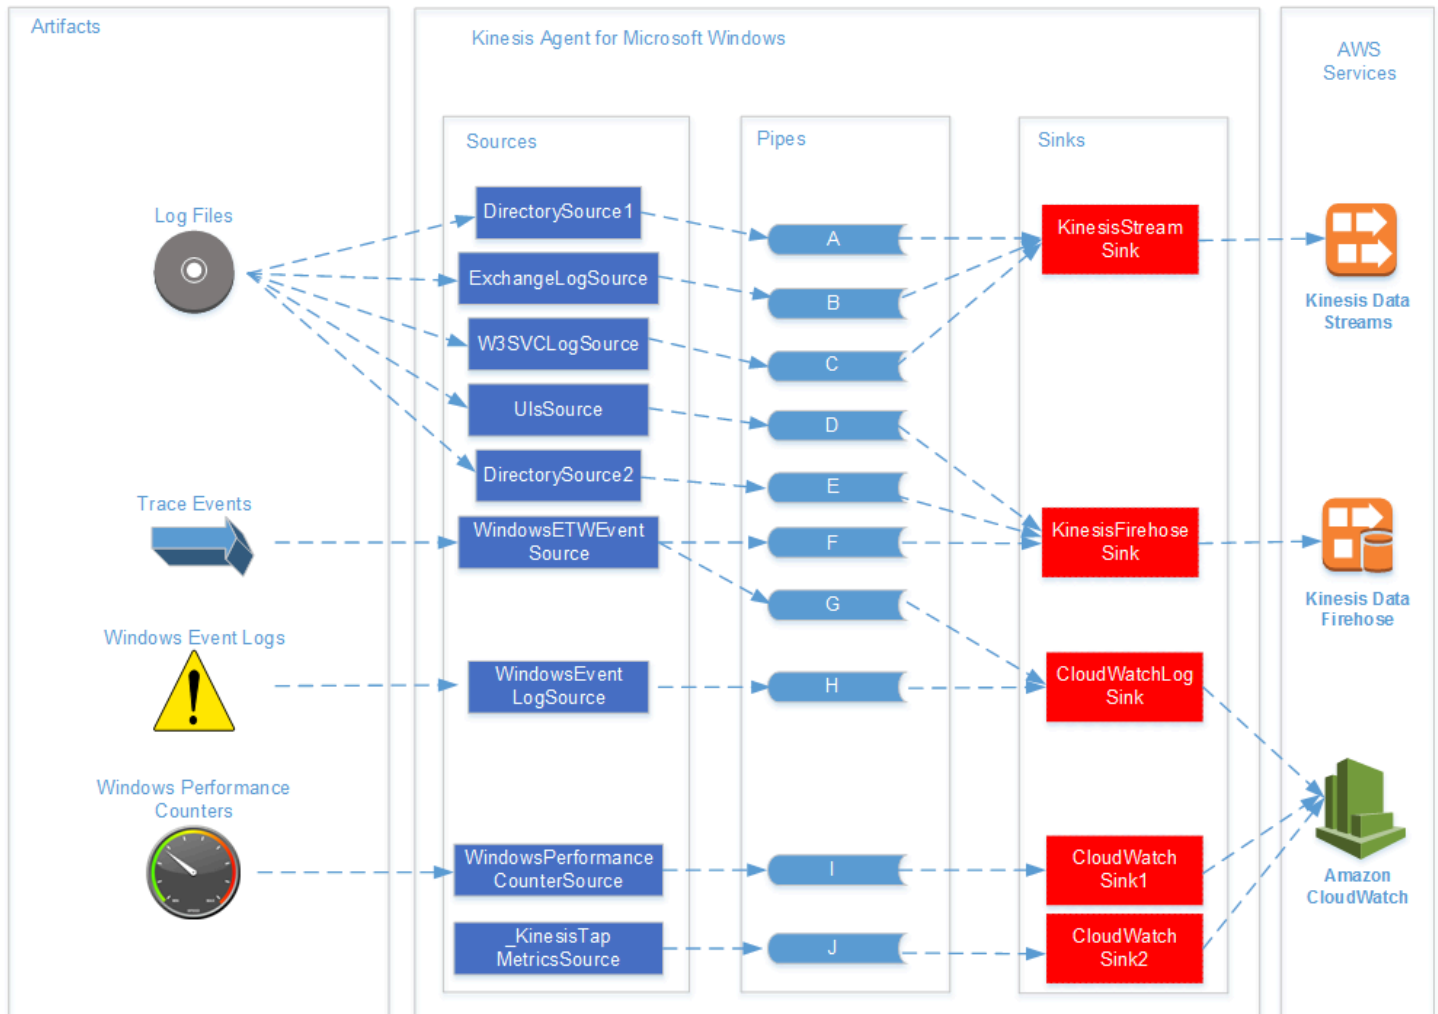 Artifacts
Kinesis Agent for Microsoft Windows
AWS
Services
Sources
Pipes
Sinks
Log Files
DirectorySource1
ExchangeLogSource
W3SVCLogSource
UlsSource
DirectorySource2
Trace Events
WindowsETWEvent
Source
Windows Event Logs
WindowsEvent
LogSource
Windows Performance
Counters
WindowsPerformance
CounterSource
_KinesisTap
MetricsSource
A
B
C
D
E
F
G
H
I
J
KinesisStream
Sink
KinesisFirehose
Sink
CloudWatchLog
Sink
CloudWatch
Sink1
CloudWatch
Sink2
Kinesis Data
Streams
Kinesis Data
Firehose
Amazon
CloudWatch